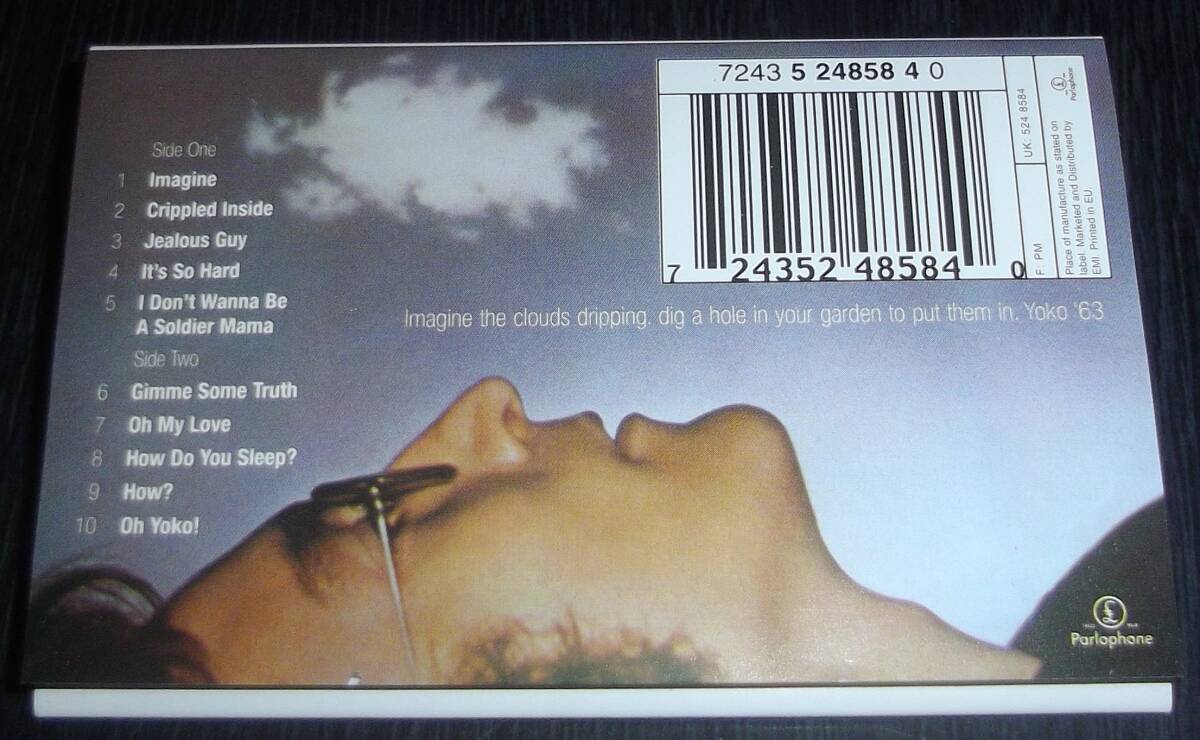 Side One
1 Imagine
2 Crippled Inside
3 Jealous Guy
4 It's So Hard
5 I Don't Wanna Be
A Soldier Mama
Side Two
6 Gimme Some Truth
7 Oh My Love
8 How Do You Sleep?
9 How?
10 Oh Yoko!
7243 5 24858 4 0
7 24352 48584 0
UK: 524 8584
F: PM
Parlophone
Place of manufacture as stated on
label. Marketed and Distributed by
EMI. Printed in EU.
Imagine the clouds dripping. dig a hole in your garden to put them in. Yoko '63
£
Parlophone